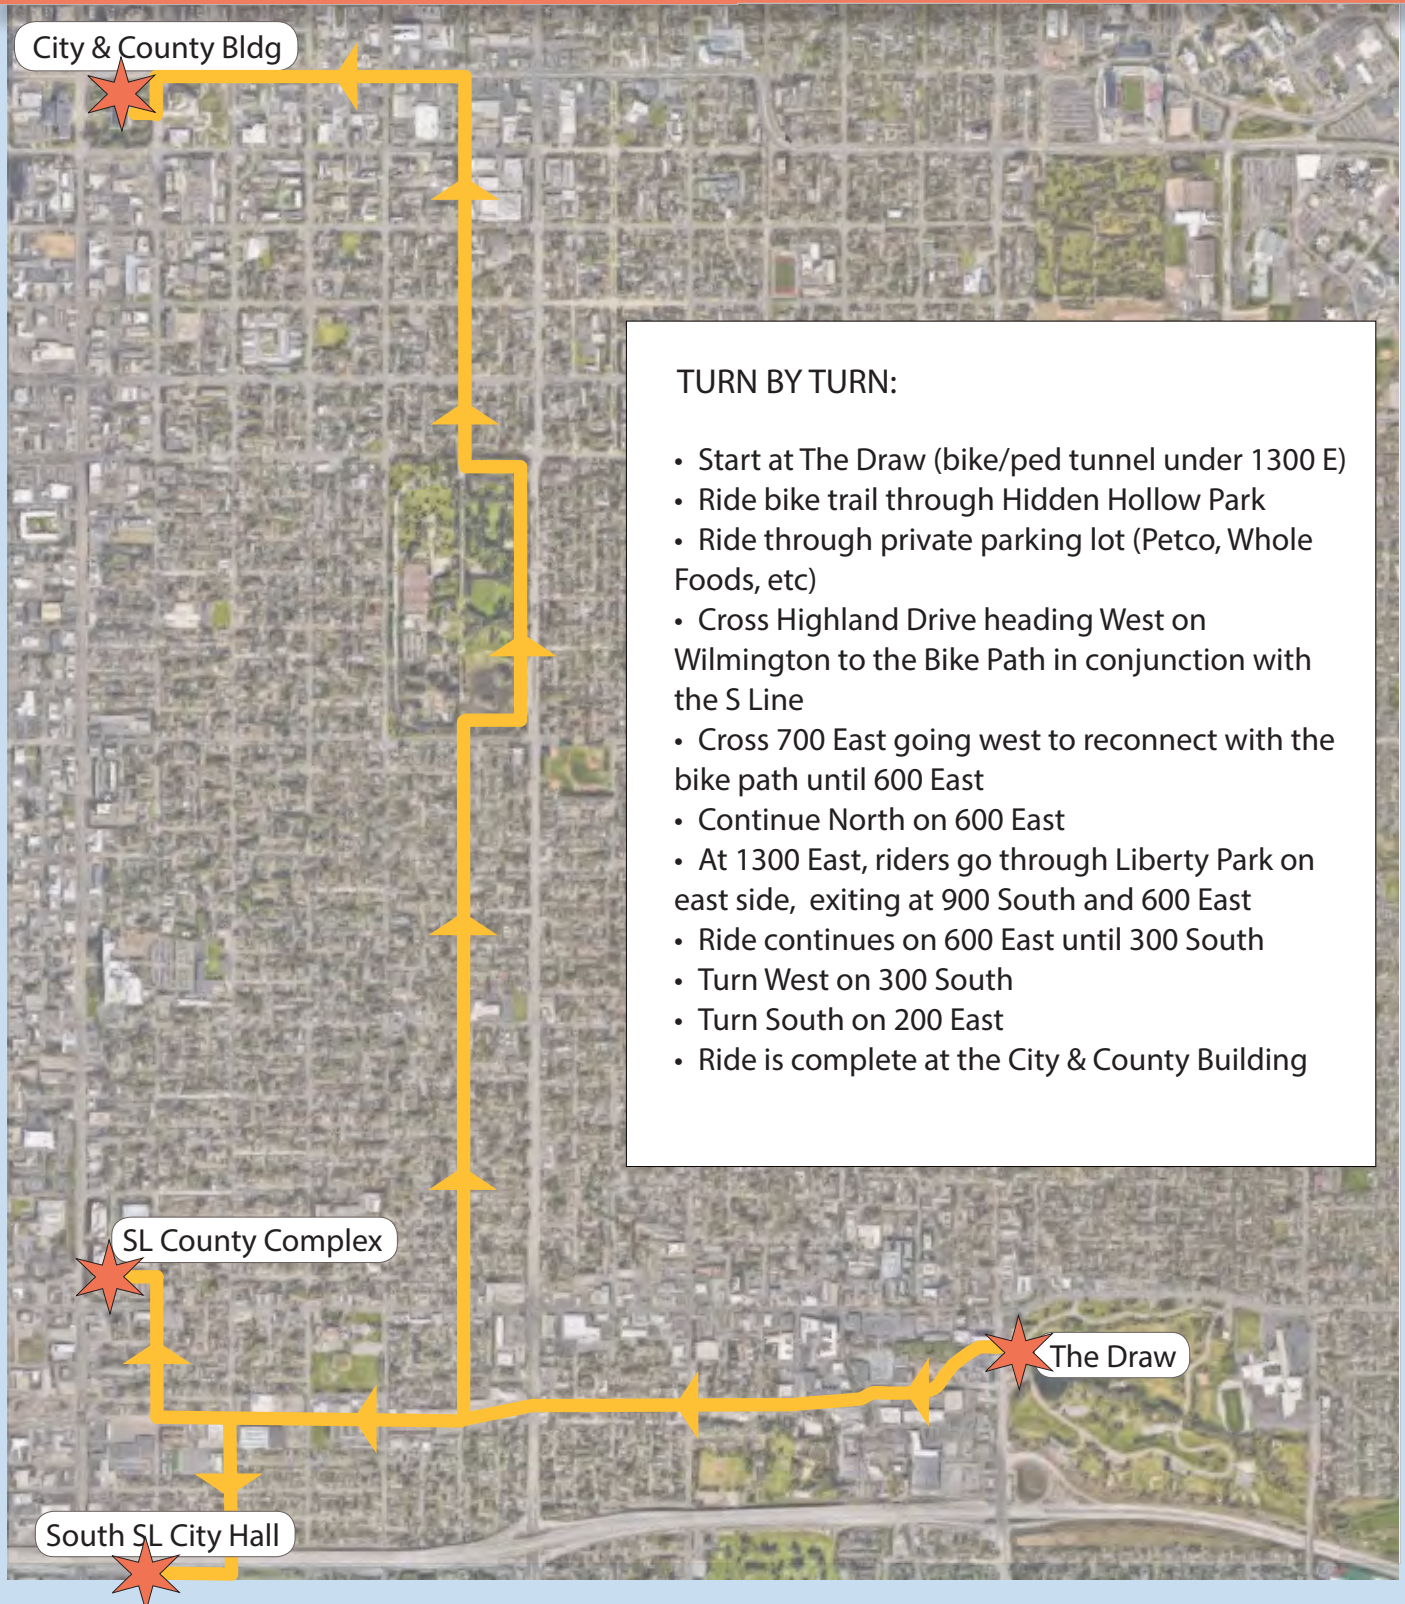 City & County Bldg
TURN BY TURN:
• Start at The Draw (bike/ped tunnel under 1300 E)
• Ride bike trail through Hidden Hollow Park
• Ride through private parking lot (Petco, Whole
Foods, etc)
• Cross Highland Drive heading West on
Wilmington to the Bike Path in conjunction with
the S Line
• Cross 700 East going west to reconnect with the
bike path until 600 East
• Continue North on 600 East
• At 1300 East, riders go through Liberty Park on
east side, exiting at 900 South and 600 East
• Ride continues on 600 East until 300 South
• Turn West on 300 South
• Turn South on 200 East
• Ride is complete at the City & County Building
SL County Complex
The Draw
South SL City Hall